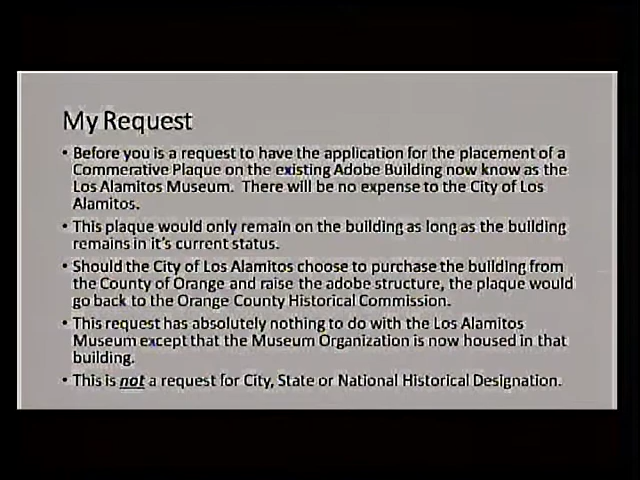 My Request
• Before you is a request to have the application for the placement of a
Commerative Plaque on the existing Adobe Building now know as the
Los Alamitos Museum.  There will be no expense to the City of Los
Alamitos.
• This plaque would only remain on the building as long as the building
remains in it's current status.
• Should the City of Los Alamitos choose to purchase the building from
the County of Orange and raise the adobe structure, the plaque would
go back to the Orange County Historical Commission.
• This request has absolutely nothing to do with the Los Alamitos
Museum except that the Museum Organization is now housed in that
building.
• This is not a request for City, State or National Historical Designation.